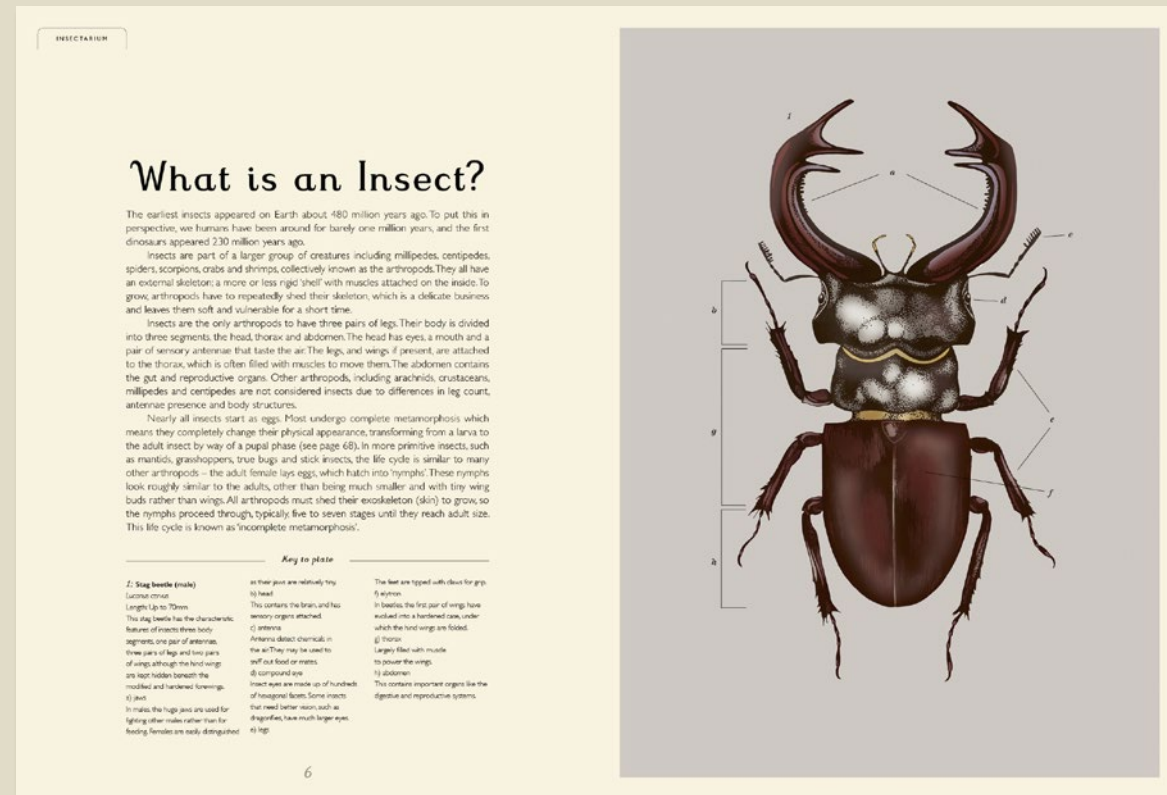 INSECTARIUM
What is an Insect?
The earliest insects appeared on Earth about 480 million years ago. To put this in
perspective, we humans have been around for barely one million years, and the first
dinosaurs appeared 230 million years ago.
Insects are part of a larger group of creatures including millipedes, centipedes,
spiders, scorpions, crabs and shrimps, collectively known as the arthropods. They all have
an external skeleton; a more or less rigid 'shell' with muscles attached on the inside. To
grow, arthropods have to repeatedly shed their skeleton, which is a delicate business
and leaves them soft and vulnerable for a short time.
Insects are the only arthropods to have three pairs of legs. Their body is divided
into three segments, the head, thorax and abdomen. The head has eyes, a mouth and a
pair of sensory antennae that taste the air. The legs, and wings if present, are attached
to the thorax, which is often filled with muscles to move them. The abdomen contains
the gut and reproductive organs. Other arthropods, including arachnids, crustaceans,
millipedes and centipedes are not considered insects due to differences in leg count,
antennae presence and body structures.
Nearly all insects start as eggs. Most undergo complete metamorphosis which
means they completely change their physical appearance, transforming from a larva to
the adult insect by way of a pupal phase (see page 68). In more primitive insects, such
as mantids, grasshoppers, true bugs and stick insects, the life cycle is similar to many
other arthropods – the adult female lays eggs, which hatch into 'nymphs'. These nymphs
look roughly similar to the adults, other than being much smaller and with tiny wing
buds rather than wings. All arthropods must shed their exoskeleton (skin) to grow, so
the nymphs proceed through, typically, five to seven stages until they reach adult size.
This life cycle is known as 'incomplete metamorphosis'.
Key to plate
1: Stag beetle (male)
Lucanus cervus
Length: Up to 70mm
This stag beetle has the characteristic
features of insects: three body
segments, one pair of antennae,
three pairs of legs and two pairs
of wings, although the hind wings
are kept hidden beneath the
modified and hardened forewings.
a) jaws
In males, the huge jaws are used for
fighting other males rather than for
feeding. Females are easily distinguished
as their jaws are relatively tiny.
b) head
This contains the brain, and has
sensory organs attached.
c) antenna
Antenna detect chemicals in
the air. They may be used to
sniff out food or mates.
d) compound eye
Insect eyes are made up of hundreds
of hexagonal facets. Some insects
that need better vision, such as
dragonflies, have much larger eyes.
e) legs
The feet are tipped with claws for grip.
f) elytron
In beetles, the first pair of wings have
evolved into a hardened case, under
which the hind wings are folded.
g) thorax
Largely filled with muscle
to power the wings.
h) abdomen
This contains important organs like the
digestive and reproductive systems.
6
1
a
c
b
d
e
g
f
h